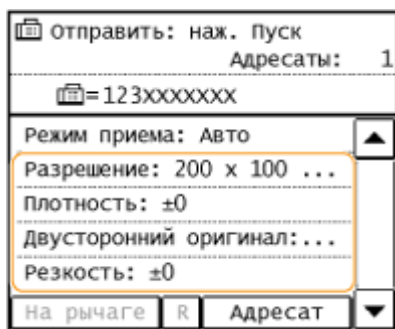 Отправить: наж. Пуск
Адресаты: 1
=123xxxxxxx
Режим приема: Авто
Разрешение: 200 x 100 ...
Плотность: ±0
Двусторонний оригинал:...
Резкость: ±0
На рычаге R Адресат